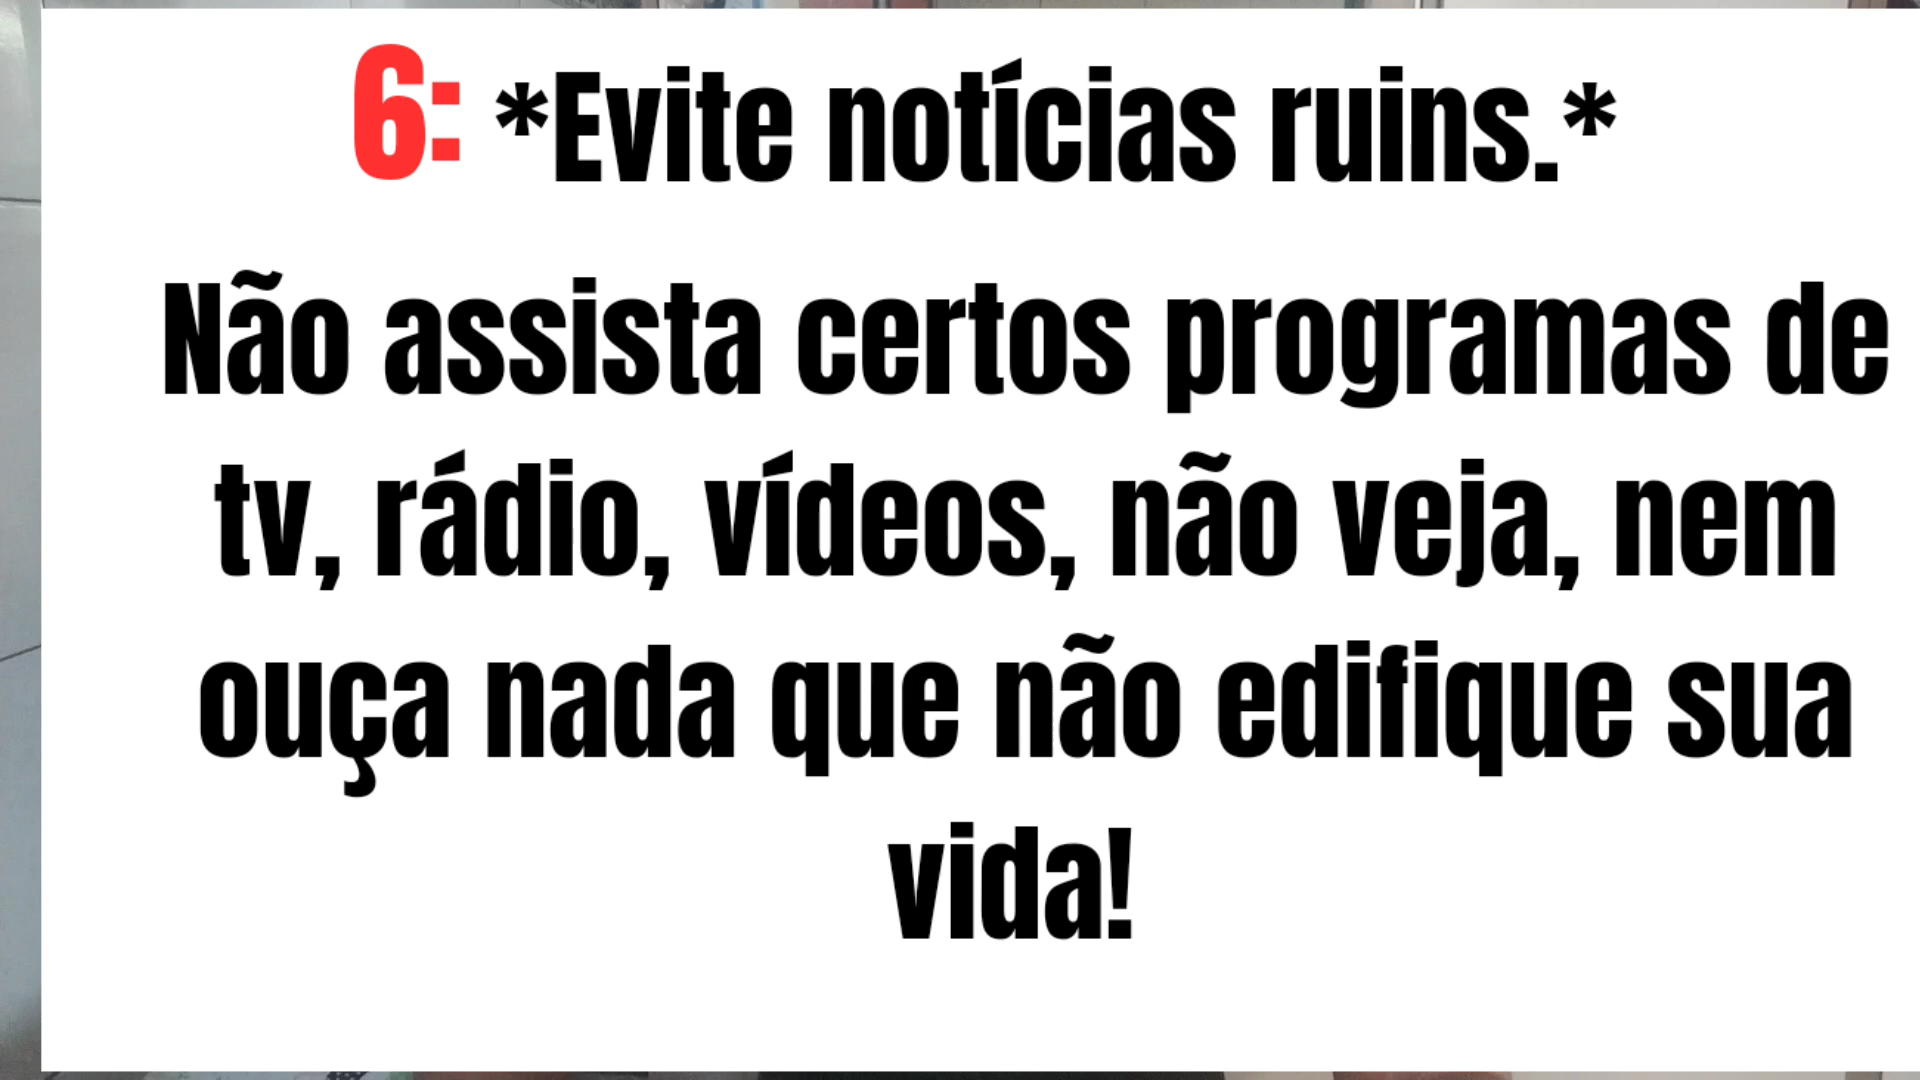 6: *Evite notícias ruins.*
Não assista certos programas de
tv, rádio, vídeos, não veja, nem
ouça nada que não edifique sua
vida!